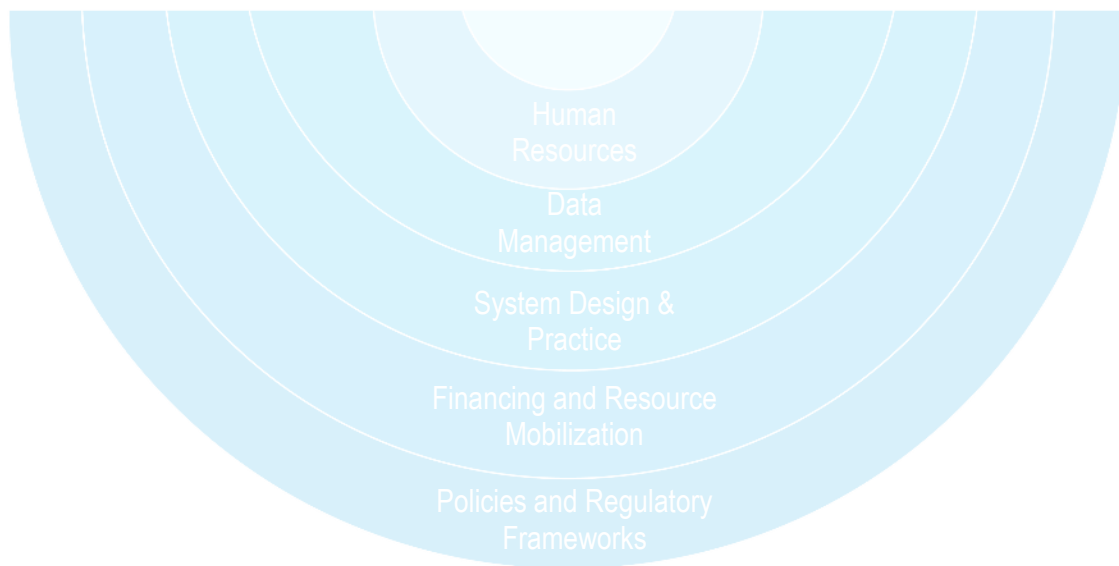 Human
Resources
Data
Management
System Design &
Practice
Financing and Resource
Mobilization
Policies and Regulatory
Frameworks